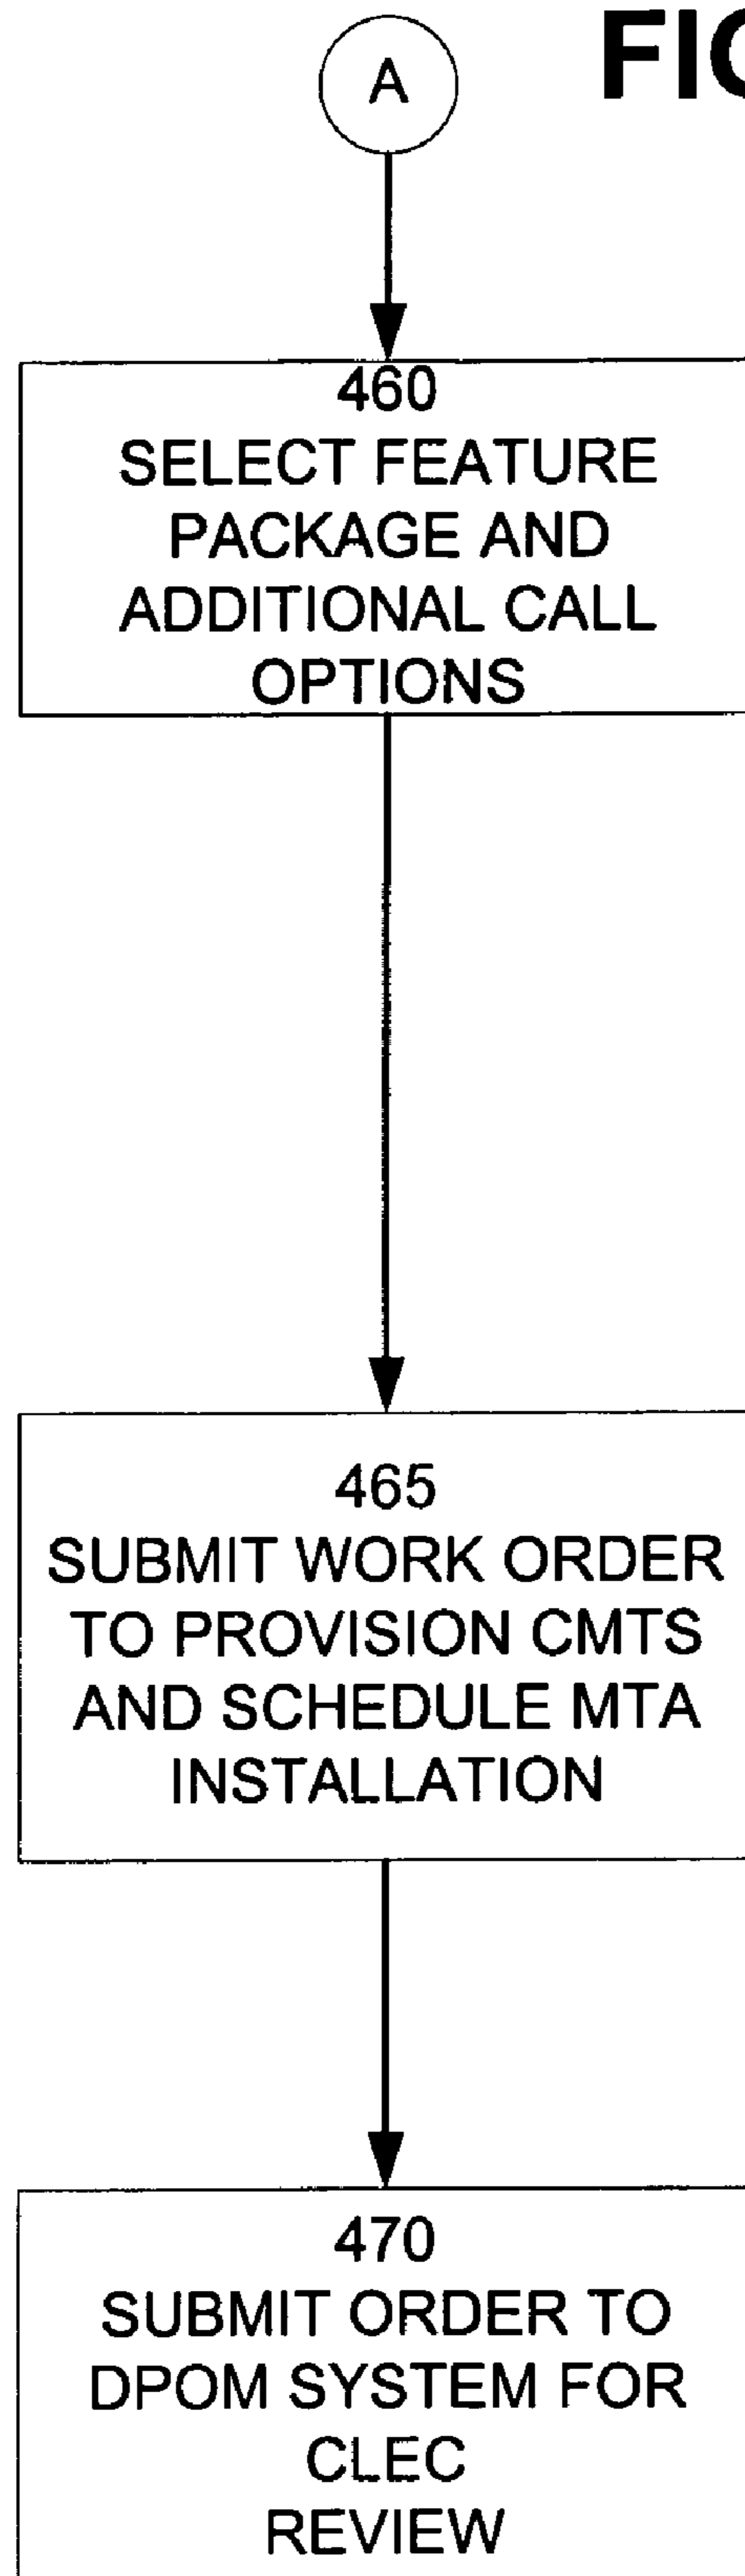 A
FIG
460
SELECT FEATURE
PACKAGE AND
ADDITIONAL CALL
OPTIONS
465
SUBMIT WORK ORDER
TO PROVISION CMTS
AND SCHEDULE MTA
INSTALLATION
470
SUBMIT ORDER TO
DPOM SYSTEM FOR
CLEC
REVIEW